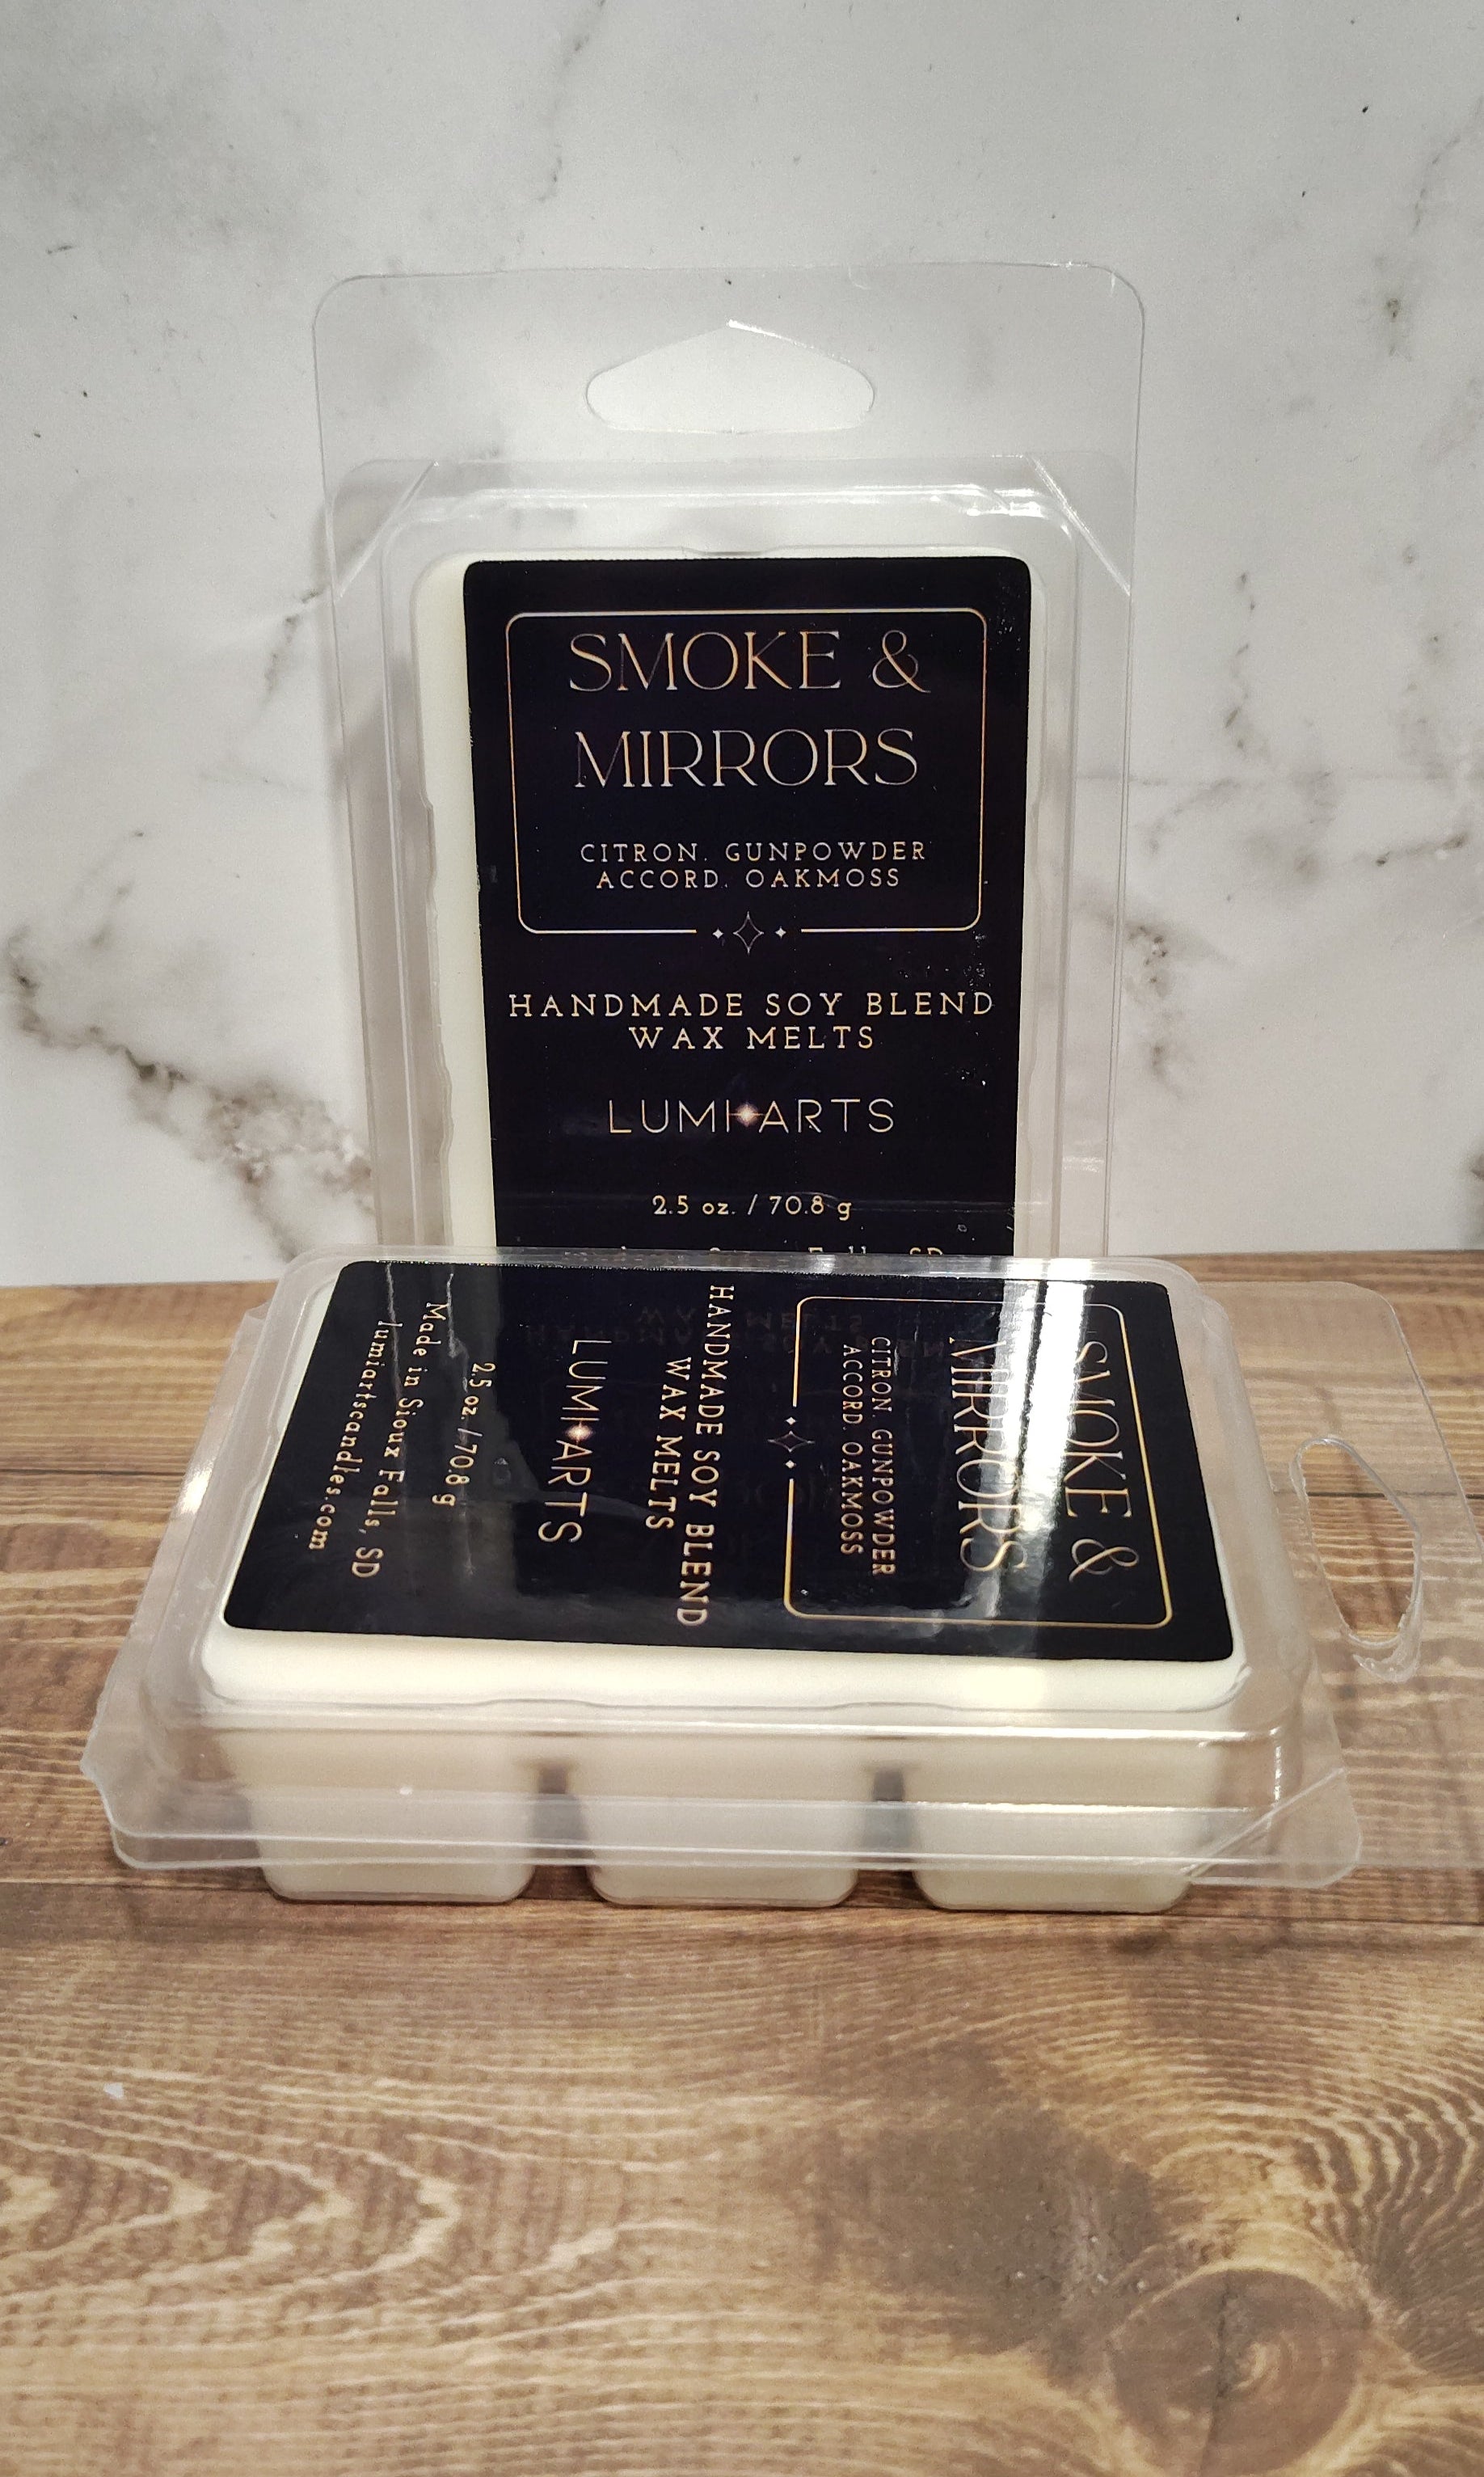 SMOKE &
MIRRORS
CITRON. GUNPOWDER
ACCORD. OAKMOSS
HANDMADE SOY BLEND
WAX MELTS
LUMI ARTS
2.5 oz. / 70.8 g
SMOKE &
MIRRORS
CITRON. GUNPOWDER
ACCORD. OAKMOSS
HANDMADE SOY BLEND
WAX MELTS
LUMI ARTS
2.5 oz. / 70.8 g
Made in Sioux Falls, SD
lumiartscandles.com